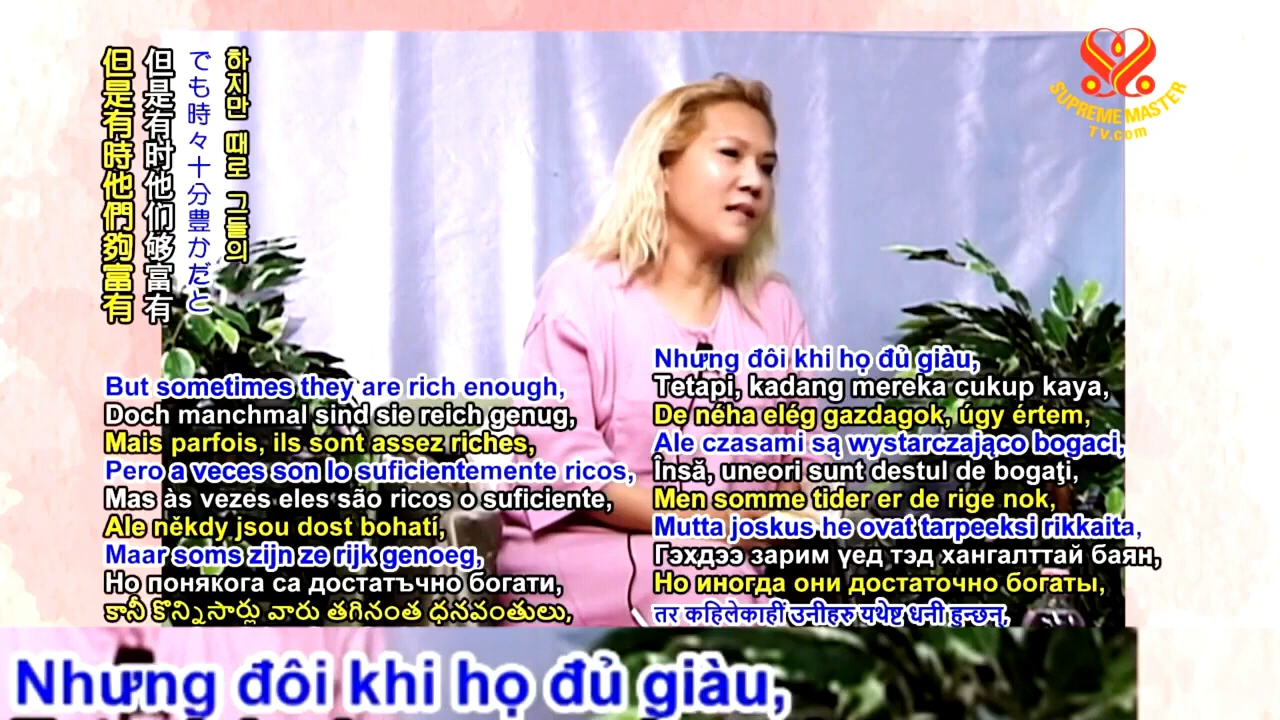 但是有時他們夠富有
但是有时他们够富有
でも時々十分豊かだと
하지만 때로 그들의
SUPREME MASTER
TV.com
But sometimes they are rich enough,
Doch manchmal sind sie reich genug,
Mais parfois, ils sont assez riches,
Pero a veces son lo suficientemente ricos,
Mas às vezes eles são ricos o suficiente,
Ale někdy jsou dost bohatí,
Maar soms zijn ze rijk genoeg,
Но понякога са достатъчно богати,
కానీ కొన్నిసార్లు వారు తగినంత ధనవంతులు,
Nhưng đôi khi họ đủ giàu,
Tetapi, kadang mereka cukup kaya,
De néha elég gazdagok, úgy értem,
Ale czasami są wystarczająco bogaci,
Însă, uneori sunt destul de bogaţi,
Men somme tider er de rige nok,
Mutta joskus he ovat tarpeeksi rikkaita,
Гэхдээ зарим үед тэд хангалттай баян,
Но иногда они достаточно богаты,
तर कहिलेकाहीं उनीहरु यथेष्ट धनी हुन्छन्,
Nhưng đôi khi họ đủ giàu,